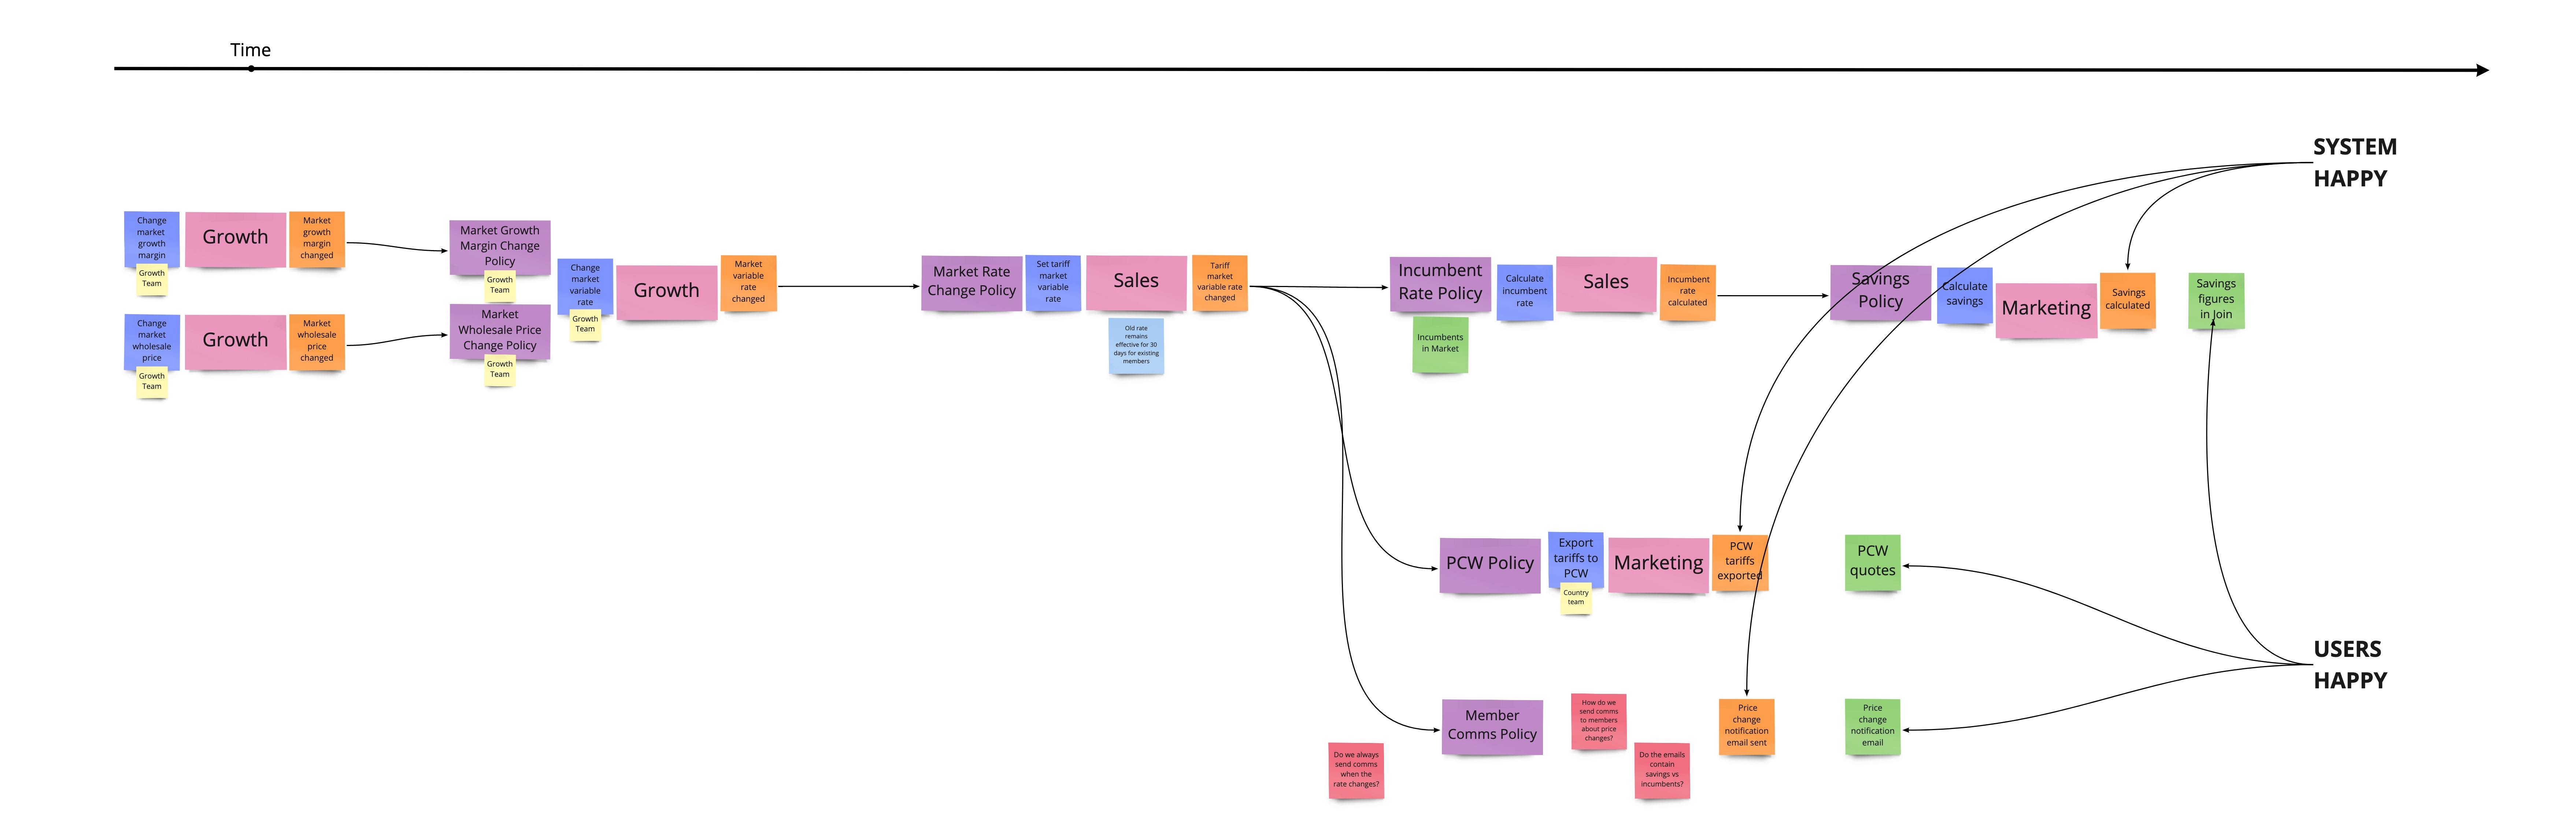 Time
SYSTEM
HAPPY
Change
market
growth
margin
Growth
Team
Growth
Market
growth
margin
changed
Change
market
wholesale
price
Growth
Team
Growth
Market
wholesale
price
changed
Market Growth
Margin Change
Policy
Growth
Team
Market
Wholesale Price
Change Policy
Growth
Team
Change
market
variable
rate
Growth
Team
Growth
Market
variable
rate
changed
Market Rate
Change Policy
Set tariff
market
variable
rate
Sales
Old rate
remains
effective for 30
days for existing
members
Tariff
market
variable rate
changed
Incumbent
Rate Policy
Incumbents
in Market
Calculate
incumbent
rate
Sales
Incumbent
rate
calculated
Savings
Policy
Calculate
savings
Marketing
Savings
calculated
Savings
figures
in Join
PCW Policy
Export
tariffs to
PCW
Country
team
Marketing
PCW
tariffs
exported
PCW
quotes
USERS
HAPPY
Do we always
send comms
when the
rate changes?
Member
Comms Policy
How do we
send comms
to members
about price
changes?
Do the emails
contain
savings vs
incumbents?
Price
change
notification
email sent
Price
change
notification
email